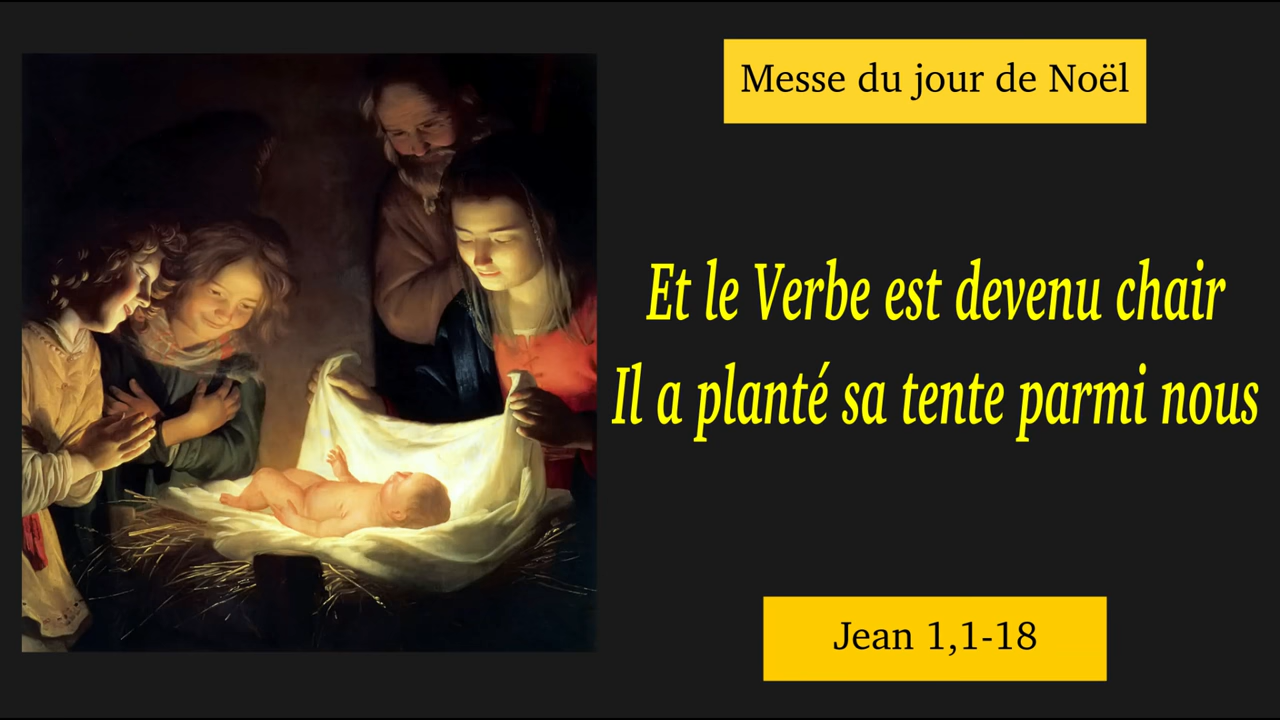 Messe du jour de Noël
Et le Verbe est devenu chair
Il a planté sa tente parmi nous
Jean 1,1-18